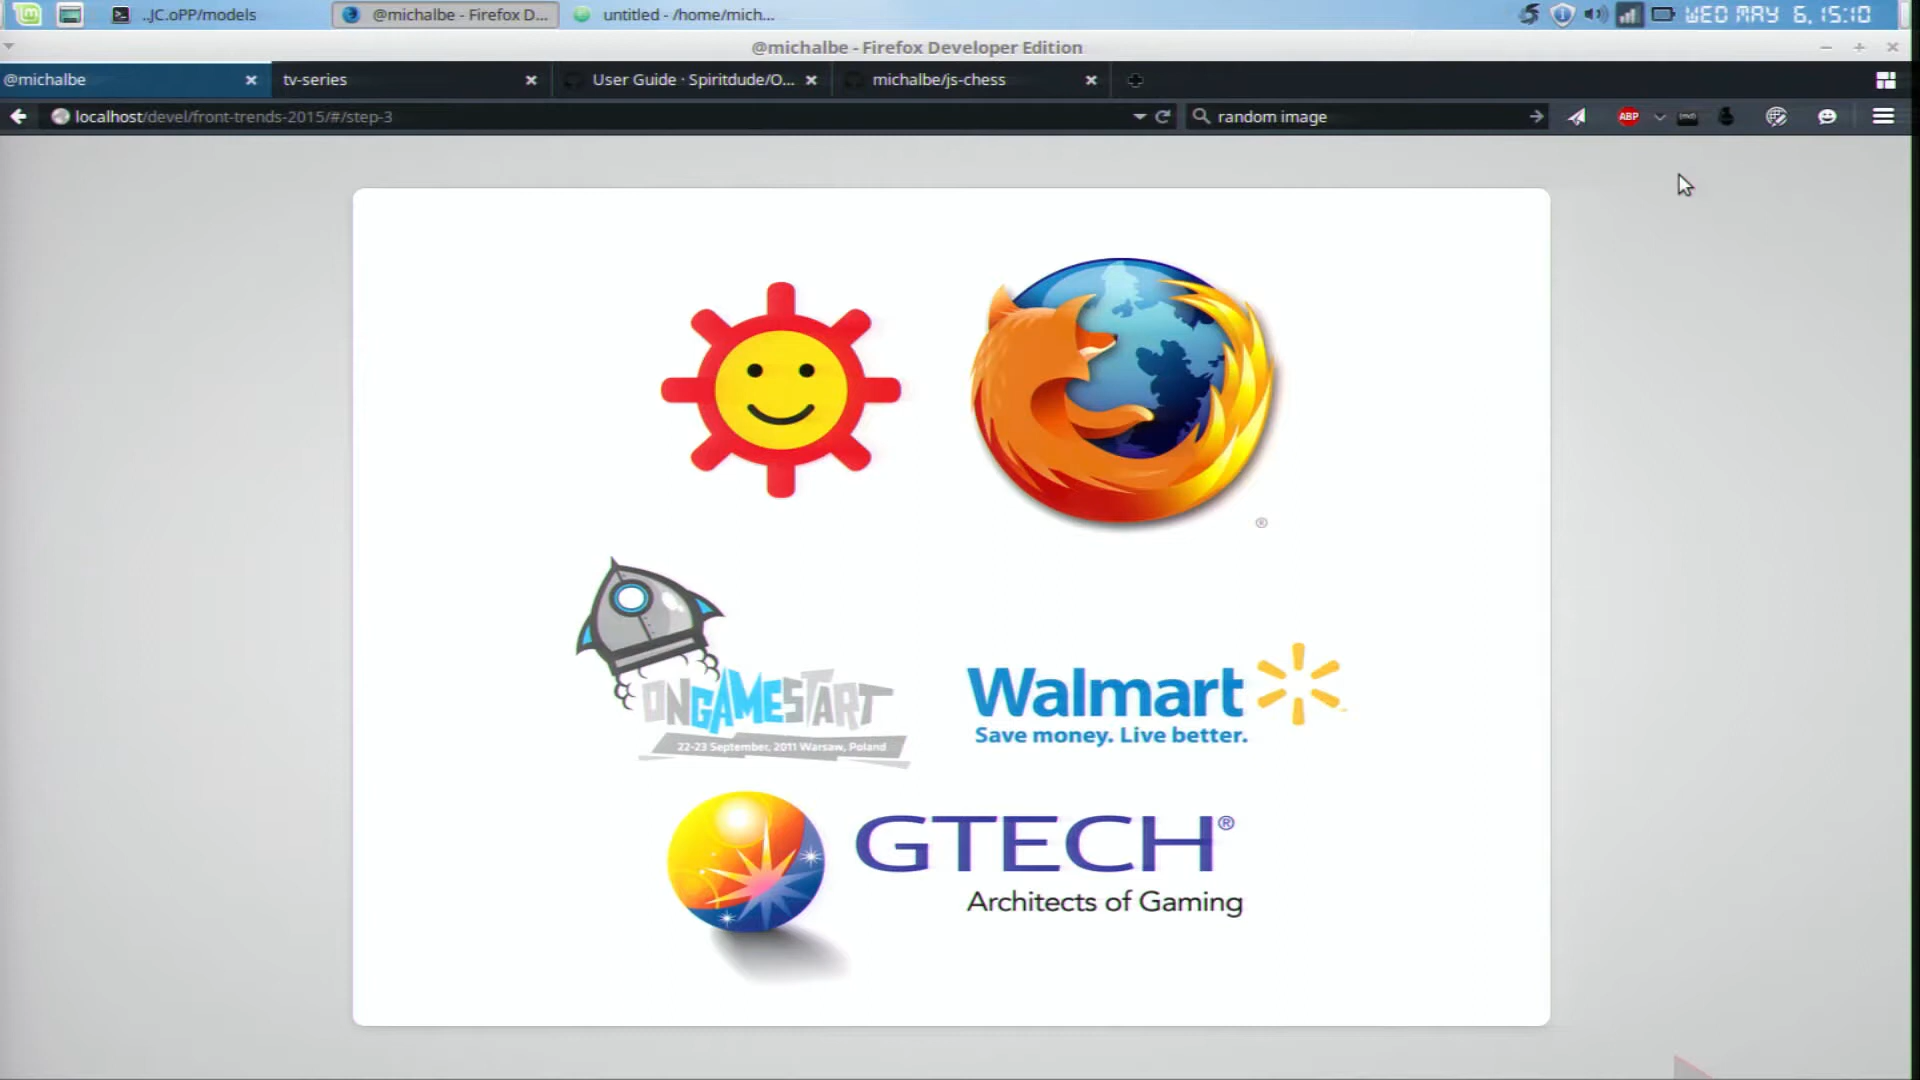 ..JC.oPP/models
@michalbe - Firefox D...
untitled - /home/mich...
WED MAY 6, 15:10
@michalbe - Firefox Developer Edition
@michalbe
tv-series
User Guide · Spiritdude/O...
michalbe/js-chess
localhost/devel/front-trends-2015/#/step-3
random image
ABP
®
ONGAMESTART
22-23 September, 2011 Warsaw, Poland
Walmart
Save money. Live better.
GTECH®
Architects of Gaming